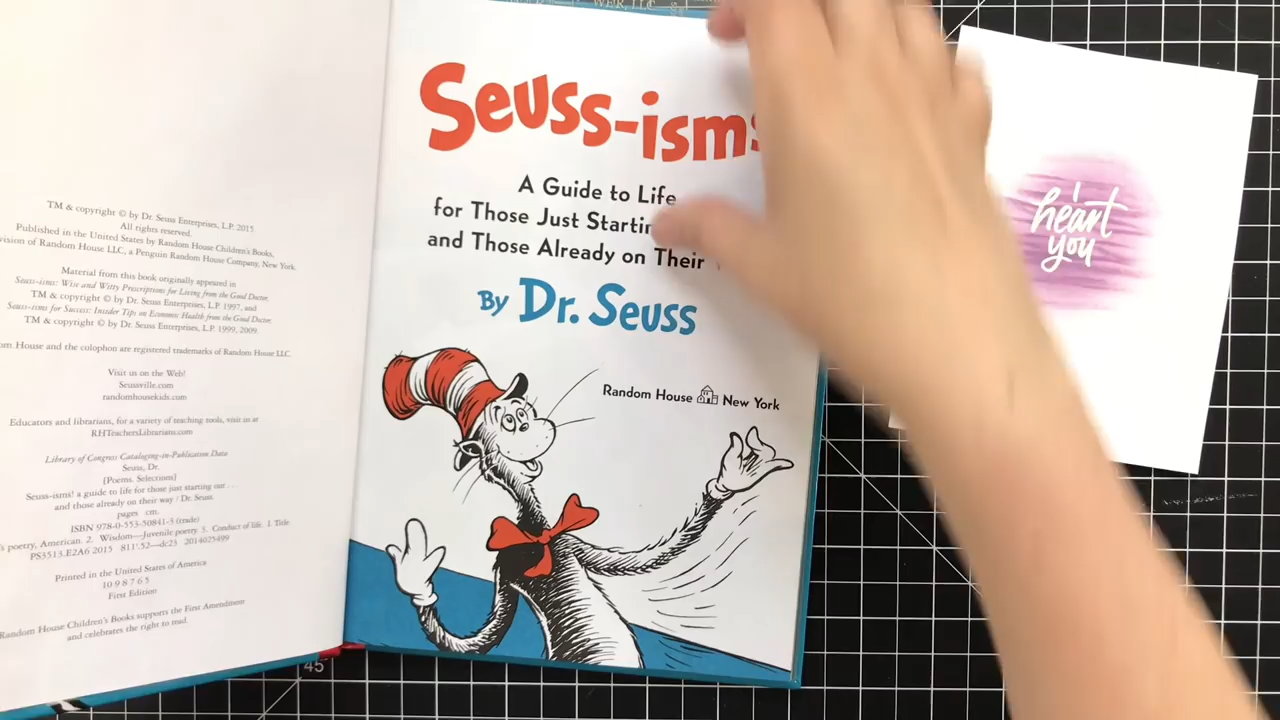 TM & copyright © by Dr. Seuss Enterprises, L.P. 2015
All rights reserved.
Published in the United States by Random House Children's Books,
vision of Random House LLC, a Penguin Random House Company, New York.
Material from this book originally appeared in
Seuss-isms: Wise and Witty Prescriptions for Living from the Good Doctor,
TM & copyright © by Dr. Seuss Enterprises, L.P. 1997, and
Seuss-isms for Success: Insider Tips on Economic Health from the Good Doctor,
TM & copyright © by Dr. Seuss Enterprises, L.P. 1999, 2009.
om House and the colophon are registered trademarks of Random House LLC.
Visit us on the Web!
Seussville.com
randomhousekids.com
Educators and librarians, for a variety of teaching tools, visit us at
RHTeachersLibrarians.com
Library of Congress Cataloging-in-Publication Data
Seuss, Dr.
[Poems. Selections]
Seuss-isms! a guide to life for those just starting out . . .
and those already on their way / Dr. Seuss.
pages cm.
ISBN 978-0-553-50841-3 (trade)
's poetry, American. 2. Wisdom—Juvenile poetry. 3. Conduct of life. I. Title.
PS3513.E2A6 2015 811'.52—dc23 2014025499
Printed in the United States of America
10 9 8 7 6 5
First Edition
Random House Children's Books supports the First Amendment
and celebrates the right to read.
Seuss-isms
A Guide to Life
for Those Just Startin
and Those Already on Their
By Dr. Seuss
Random House New York
i
heart
you
45°